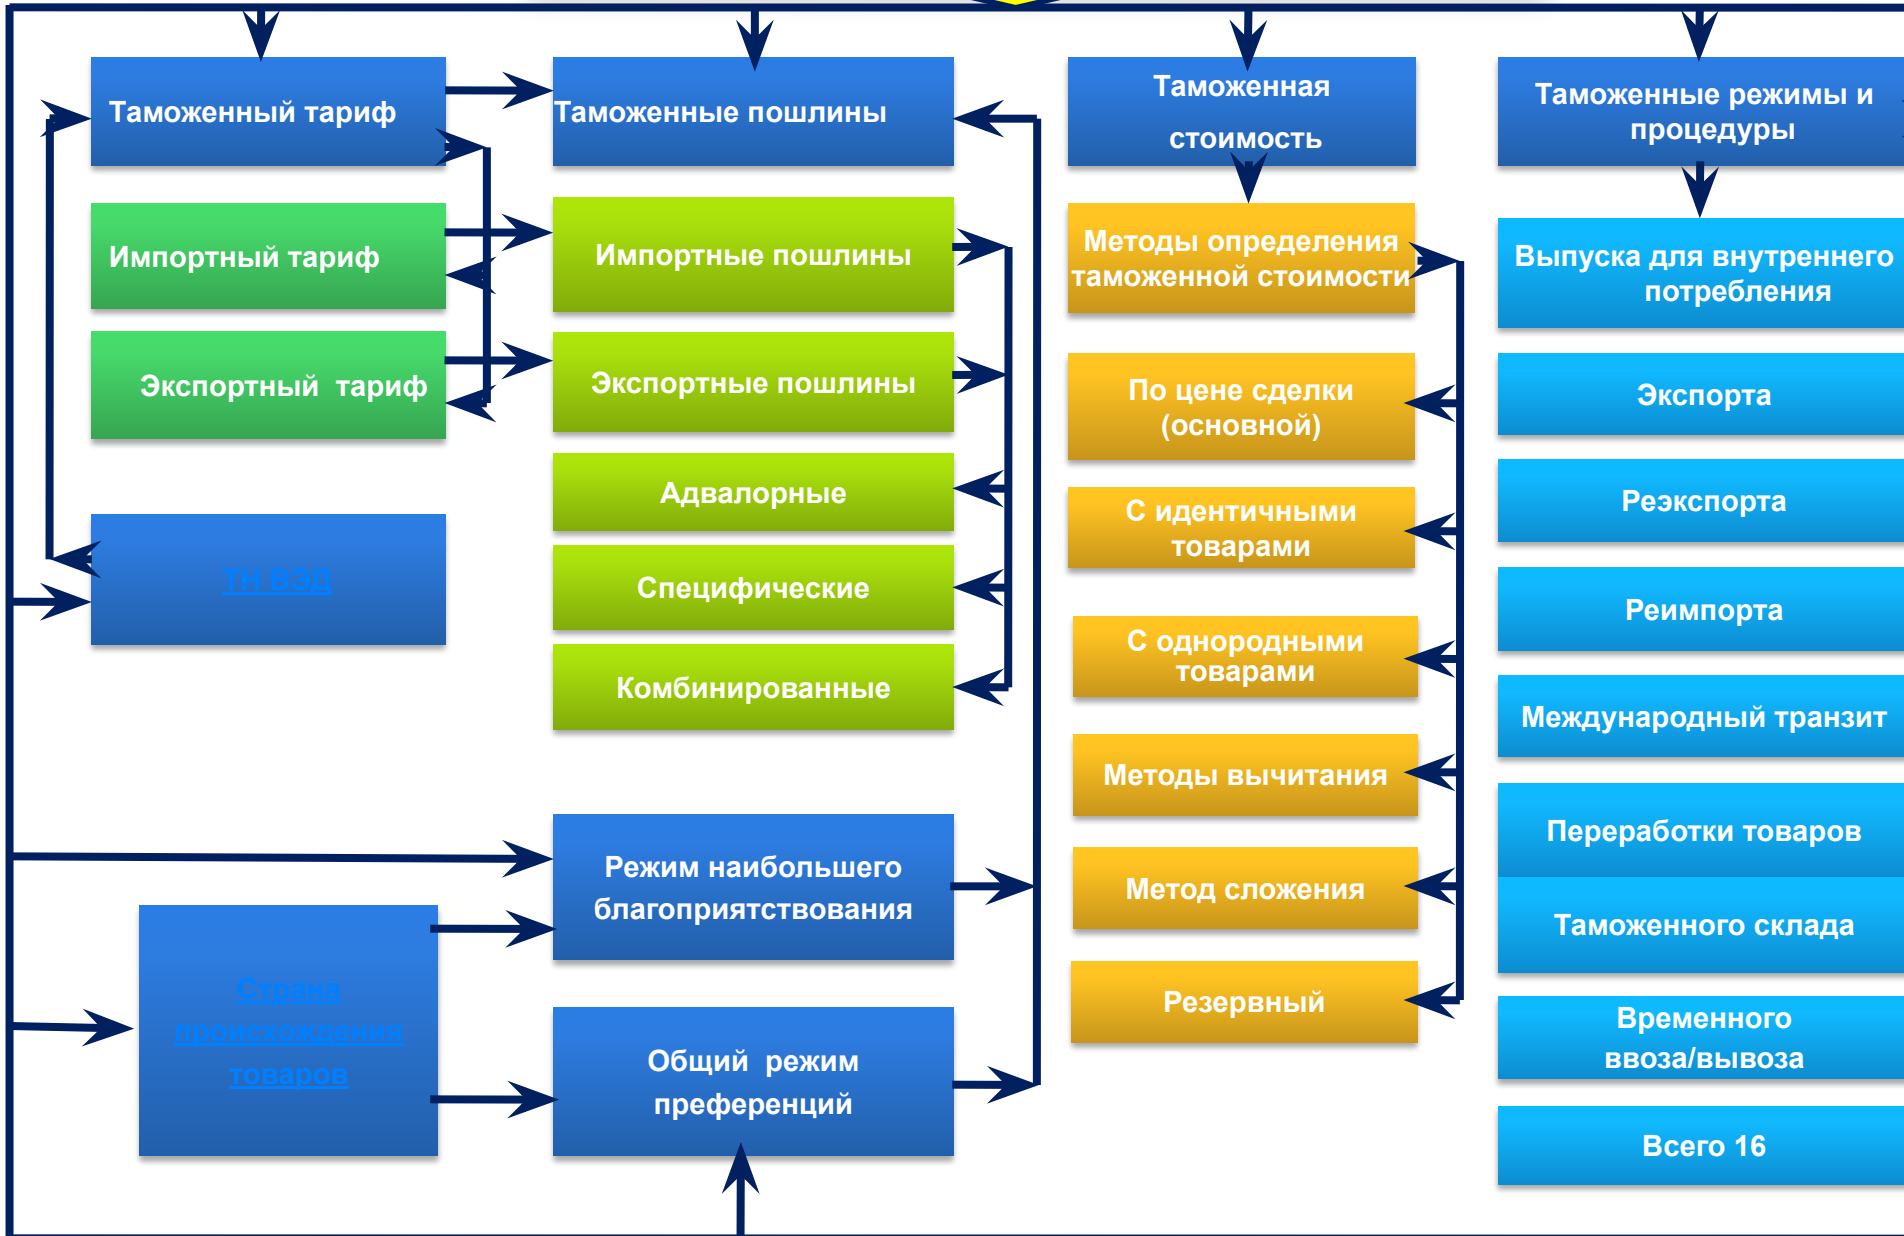 Таможенный тариф
Импортный тариф
Экспортный тариф
ТН ВЭД
Страна
происхождения
товаров
Таможенные пошлины
Импортные пошлины
Экспортные пошлины
Адвалорные
Специфические
Комбинированные
Режим наибольшего
благоприятствования
Общий режим
преференций
Таможенная
стоимость
Методы определения
таможенной стоимости
По цене сделки
(основной)
С идентичными
товарами
С однородными
товарами
Методы вычитания
Метод сложения
Резервный
Таможенные режимы и
процедуры
Выпуска для внутреннего
потребления
Экспорта
Реэкспорта
Реимпорта
Международный транзит
Переработки товаров
Таможенного склада
Временного
ввоза/вывоза
Всего 16